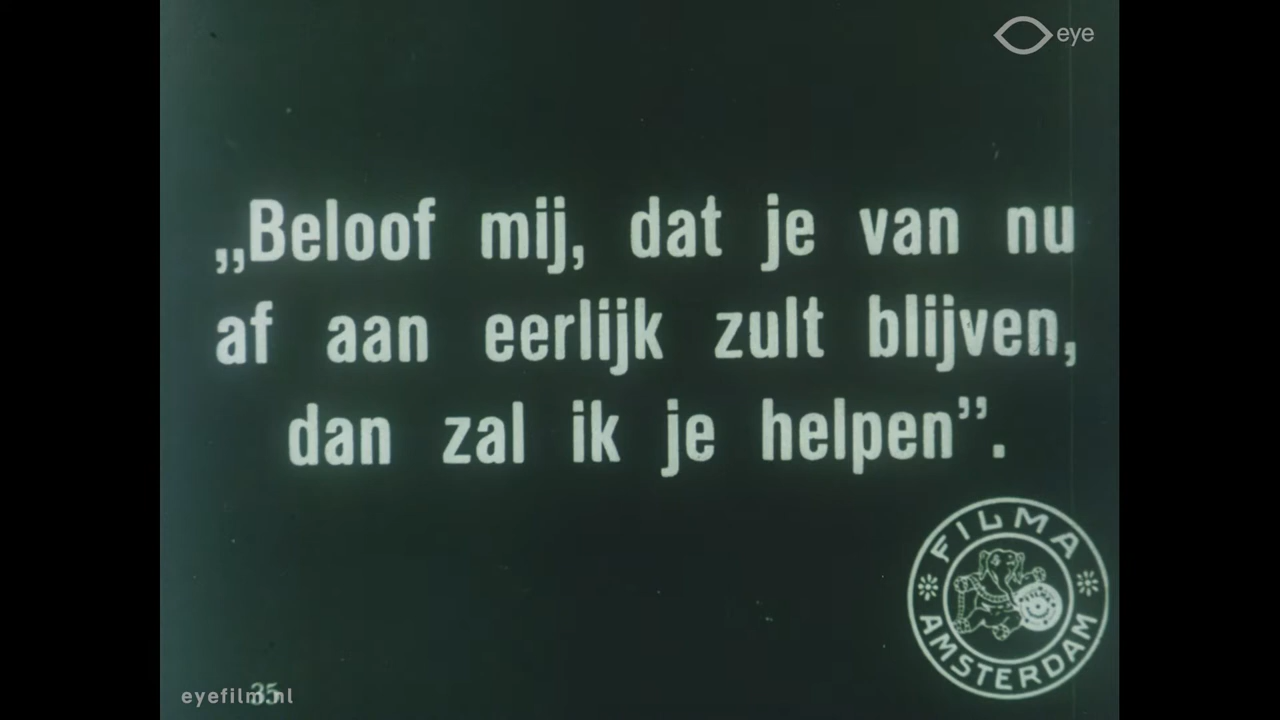 eye
„Beloof mij, dat je van nu
af aan eerlijk zult blijven,
dan zal ik je helpen”.
FILMA
AMSTERDAM
35
eyefilm.nl